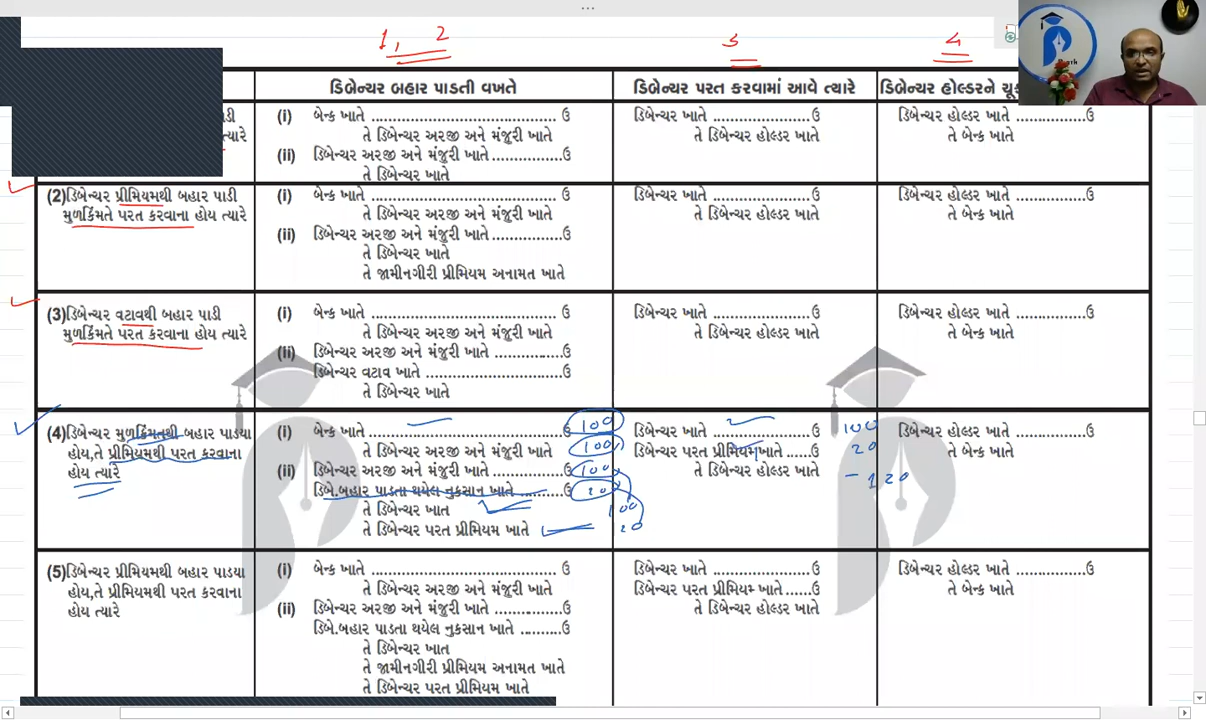 1, 2
3
4
ડિબેન્ચર બહાર પાડતી વખતે
ડિબેન્ચર પરત કરવામાં આવે ત્યારે
ડિબેન્ચર હોલ્ડરને
(i) બેન્ક ખાતે ............................................. ઉ
તે ડિબેન્ચર અરજી અને મંજુરી ખાતે
(ii) ડિબેન્ચર અરજી અને મંજુરી ખાતે ................ઉ
તે ડિબેન્ચર ખાતે
ડિબેન્ચર ખાતે .......................ઉ
તે ડિબેન્ચર હોલ્ડર ખાતે
ડિબેન્ચર હોલ્ડર ખાતે ................ઉ
તે બેન્ક ખાતે
(2) ડિબેન્ચર પ્રીમિયમથી બહાર પાડી
મુળકિંમતે પરત કરવાના હોય ત્યારે
(i) બેન્ક ખાતે ............................................. ઉ
તે ડિબેન્ચર અરજી અને મંજુરી ખાતે
(ii) ડિબેન્ચર અરજી અને મંજુરી ખાતે ................ઉ
તે ડિબેન્ચર ખાતે
તે જામીનગીરી પ્રીમિયમ અનામત ખાતે
ડિબેન્ચર ખાતે .......................ઉ
તે ડિબેન્ચર હોલ્ડર ખાતે
ડિબેન્ચર હોલ્ડર ખાતે ................ઉ
તે બેન્ક ખાતે
(3) ડિબેન્ચર વટાવથી બહાર પાડી
મુળકિંમતે પરત કરવાના હોય ત્યારે
(i) બેન્ક ખાતે ............................................. ઉ
તે ડિબેન્ચર અરજી અને મંજુરી ખાતે
(ii) ડિબેન્ચર અરજી અને મંજુરી ખાતે ................ઉ
ડિબેન્ચર વટાવ ખાતે ................................ઉ
તે ડિબેન્ચર ખાતે
ડિબેન્ચર ખાતે .......................ઉ
તે ડિબેન્ચર હોલ્ડર ખાતે
ડિબેન્ચર હોલ્ડર ખાતે ................ઉ
તે બેન્ક ખાતે
(4) ડિબેન્ચર મુળકિંમતથી બહાર પાડયા
હોય,તે પ્રીમિયમથી પરત કરવાના
હોય ત્યારે
(i) બેન્ક ખાતે ............................................. ઉ 100
તે ડિબેન્ચર અરજી અને મંજુરી ખાતે 100
(ii) ડિબેન્ચર અરજી અને મંજુરી ખાતે ................ઉ 100
ડિબે.બહાર પાડતા થયેલ નુકસાન ખાતે ..........ઉ 20
તે ડિબેન્ચર ખાત 100
તે ડિબેન્ચર પરત પ્રીમિયમ ખાતે 20
ડિબેન્ચર ખાતે .......................ઉ 100
ડિબેન્ચર પરત પ્રીમિયમ ખાતે ......ઉ 20
તે ડિબેન્ચર હોલ્ડર ખાતે - 120
ડિબેન્ચર હોલ્ડર ખાતે ................ઉ
તે બેન્ક ખાતે
(5) ડિબેન્ચર પ્રીમિયમથી બહાર પાડયા
હોય,તે પ્રીમિયમથી પરત કરવાના
હોય ત્યારે
(i) બેન્ક ખાતે ............................................. ઉ
તે ડિબેન્ચર અરજી અને મંજુરી ખાતે
(ii) ડિબેન્ચર અરજી અને મંજુરી ખાતે ................ઉ
ડિબે.બહાર પાડતા થયેલ નુકસાન ખાતે ..........ઉ
તે ડિબેન્ચર ખાત
તે જામીનગીરી પ્રીમિયમ અનામત ખાતે
તે ડિબેન્ચર પરત પ્રીમિયમ ખાતે
ડિબેન્ચર ખાતે .......................ઉ
ડિબેન્ચર પરત પ્રીમિયમ ખાતે ......ઉ
તે ડિબેન્ચર હોલ્ડર ખાતે
ડિબેન્ચર હોલ્ડર ખાતે ................ઉ
તે બેન્ક ખાતે